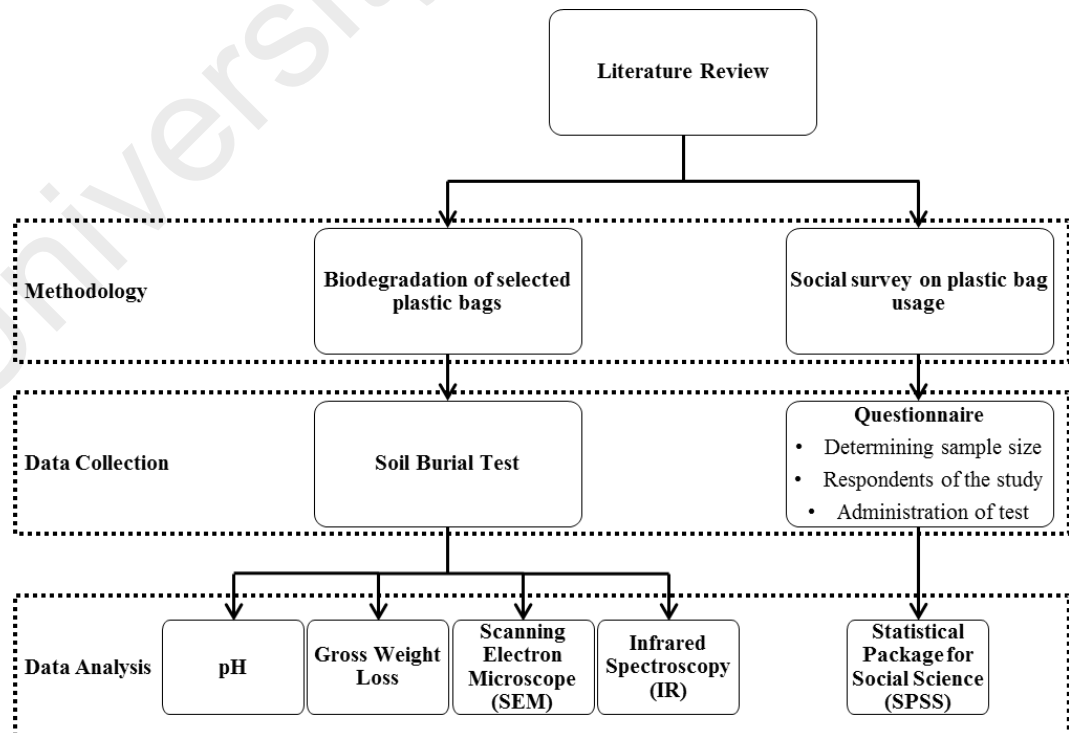 Literature Review
Methodology
Biodegradation of selected
plastic bags
Social survey on plastic bag
usage
Data Collection
Soil Burial Test
Questionnaire
• Determining sample size
• Respondents of the study
• Administration of test
Data Analysis
pH
Gross Weight
Loss
Scanning
Electron
Microscope
(SEM)
Infrared
Spectroscopy
(IR)
Statistical
Package for
Social Science
(SPSS)